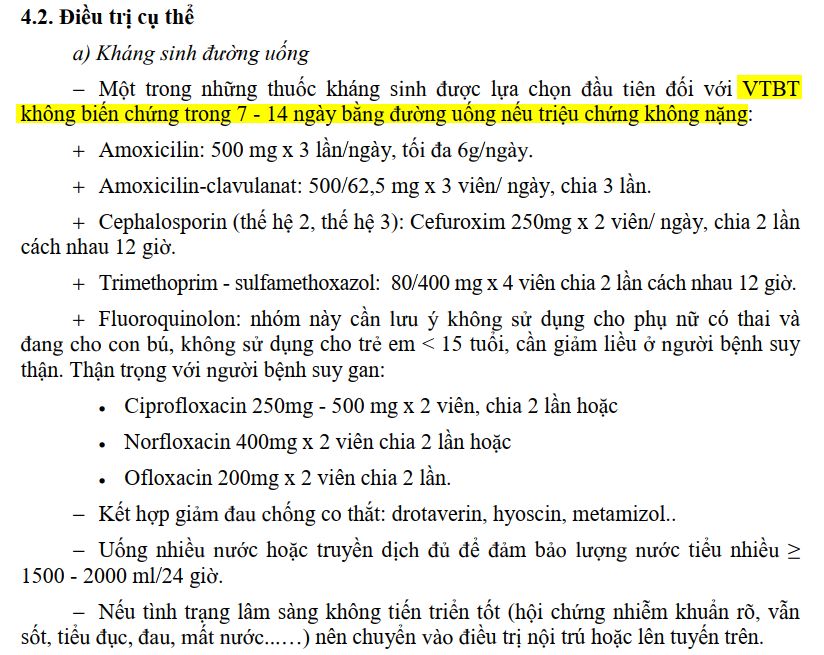 4.2. Điều trị cụ thể
a) Kháng sinh đường uống
– Một trong những thuốc kháng sinh được lựa chọn đầu tiên đối với VTBT
không biến chứng trong 7 - 14 ngày bằng đường uống nếu triệu chứng không nặng:
+ Amoxicilin: 500 mg x 3 lần/ngày, tối đa 6g/ngày.
+ Amoxicilin-clavulanat: 500/62,5 mg x 3 viên/ ngày, chia 3 lần.
+ Cephalosporin (thế hệ 2, thế hệ 3): Cefuroxim 250mg x 2 viên/ ngày, chia 2 lần
cách nhau 12 giờ.
+ Trimethoprim - sulfamethoxazol: 80/400 mg x 4 viên chia 2 lần cách nhau 12 giờ.
+ Fluoroquinolon: nhóm này cần lưu ý không sử dụng cho phụ nữ có thai và
đang cho con bú, không sử dụng cho trẻ em < 15 tuổi, cần giảm liều ở người bệnh suy
thận. Thận trọng với người bệnh suy gan:
• Ciprofloxacin 250mg - 500 mg x 2 viên, chia 2 lần hoặc
• Norfloxacin 400mg x 2 viên chia 2 lần hoặc
• Ofloxacin 200mg x 2 viên chia 2 lần.
– Kết hợp giảm đau chống co thắt: drotaverin, hyoscin, metamizol..
– Uống nhiều nước hoặc truyền dịch đủ để đảm bảo lượng nước tiểu nhiều ≥
1500 - 2000 ml/24 giờ.
– Nếu tình trạng lâm sàng không tiến triển tốt (hội chứng nhiễm khuẩn rõ, vẫn
sốt, tiểu đục, đau, mất nước...…) nên chuyển vào điều trị nội trú hoặc lên tuyến trên.